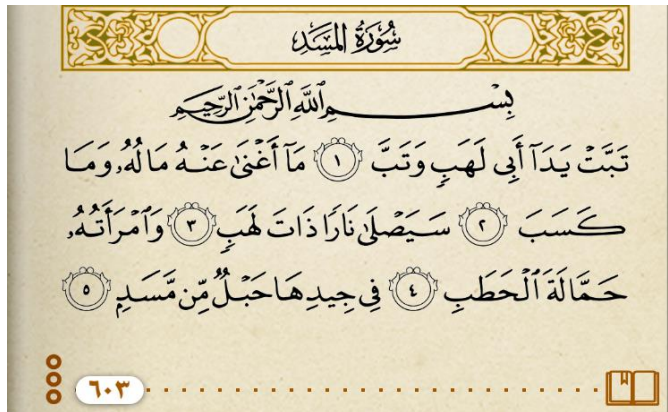 سُورَةُ المَسَدِ
بِسْمِ ٱللَّهِ ٱلرَّحْمَٰنِ ٱلرَّحِيمِ
تَبَّتْ يَدَآ أَبِى لَهَبٍ وَتَبَّ ١ مَآ أَغْنَىٰ عَنْهُ مَالُهُۥ وَمَا
كَسَبَ ٢ سَيَصْلَىٰ نَارًا ذَاتَ لَهَبٍ ٣ وَٱمْرَأَتُهُۥ
حَمَّالَةَ ٱلْحَطَبِ ٤ فِى جِيدِهَا حَبْلٌ مِّن مَّسَدٍ ٥
٦٠٣